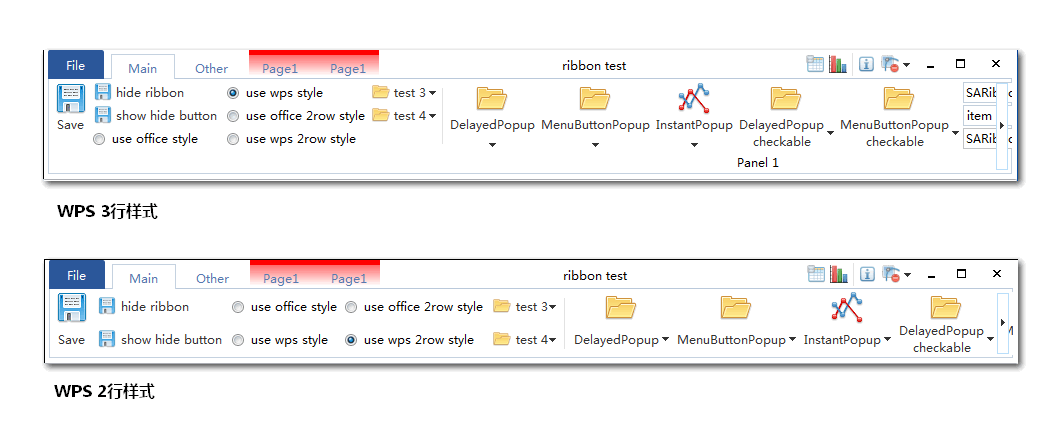 File Main Other Page1 Page1 ribbon test
hide ribbon use wps style test 3 SARib
Save show hide button use office 2row style test 4 DelayedPopup MenuButtonPopup InstantPopup DelayedPopup checkable MenuButtonPopup checkable item
use office style use wps 2row style SARib
Panel 1
WPS 3行样式
File Main Other Page1 Page1 ribbon test
hide ribbon use office style use office 2row style test 3
Save show hide button use wps style use wps 2row style test 4 DelayedPopup MenuButtonPopup InstantPopup DelayedPopup checkable
WPS 2行样式